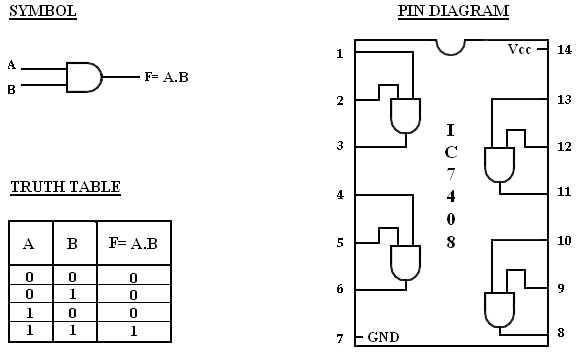 SYMBOL
A
B
F= A.B
TRUTH TABLE
A B F= A.B
0 0 0
0 1 0
1 0 0
1 1 1
PIN DIAGRAM
1
2
3
4
5
6
7
GND
I
C
7
4
0
8
Vcc
14
13
12
11
10
9
8